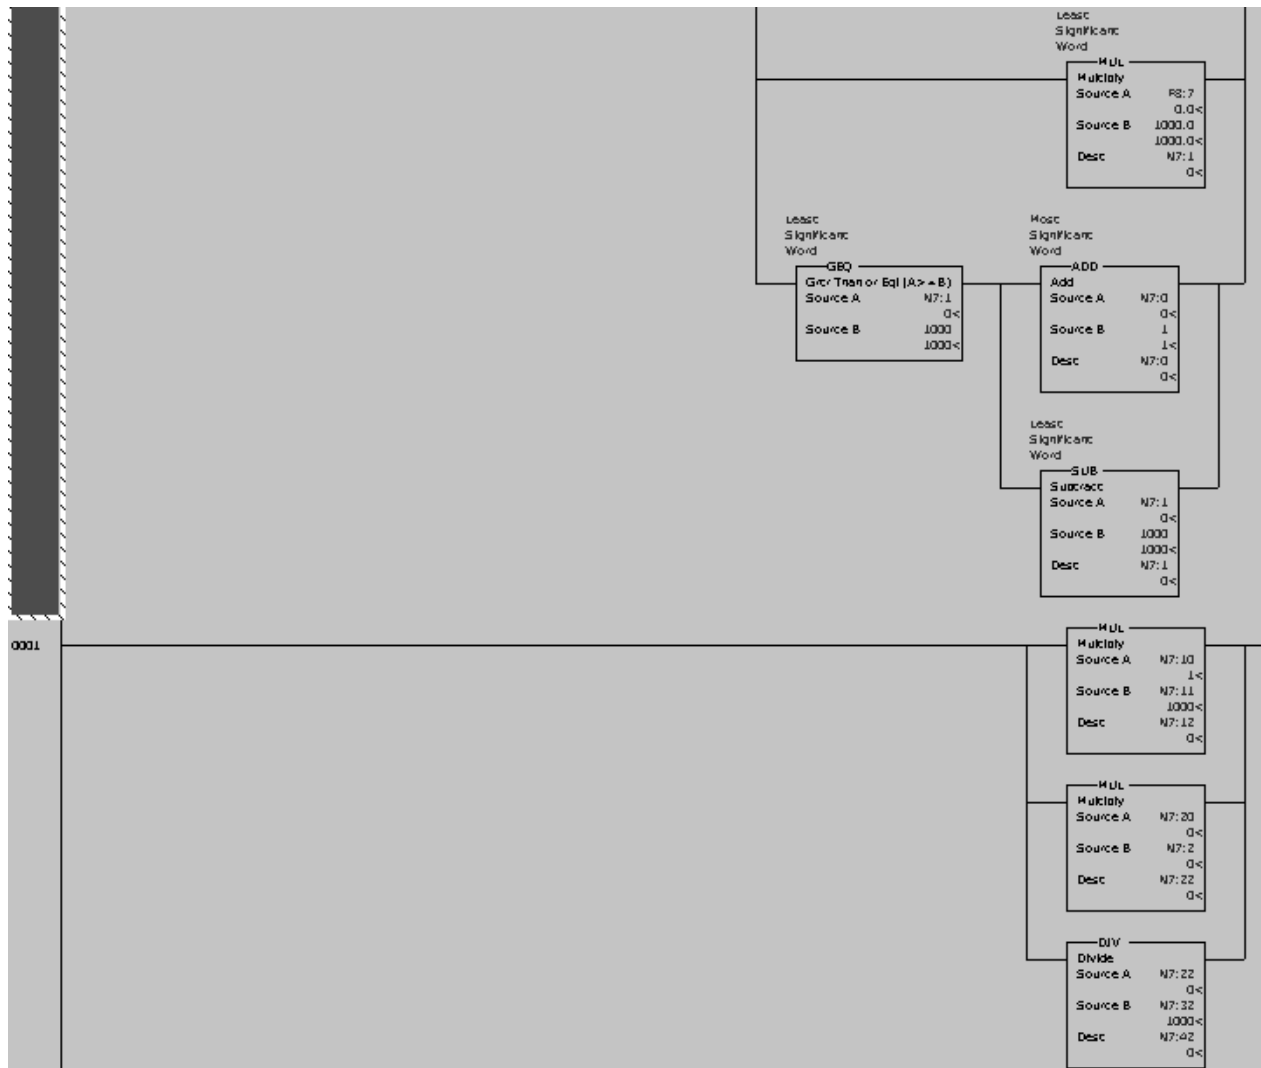 Least
Significant
Word
MUL
Multiply
Source A F8:7
0.0<
Source B 1000.0
1000.0<
Dest N7:1
0<
Least
Significant
Word
GEQ
Grtr Than or Eql (A>=B)
Source A N7:1
0<
Source B 1000
1000<
Most
Significant
Word
ADD
Add
Source A N7:0
0<
Source B 1
1<
Dest N7:0
0<
Least
Significant
Word
SUB
Subtract
Source A N7:1
0<
Source B 1000
1000<
Dest N7:1
0<
0001
MUL
Multiply
Source A N7:10
1<
Source B N7:11
1000<
Dest N7:12
0<
MUL
Multiply
Source A N7:20
0<
Source B N7:2
0<
Dest N7:22
0<
DIV
Divide
Source A N7:22
0<
Source B N7:32
1000<
Dest N7:42
0<